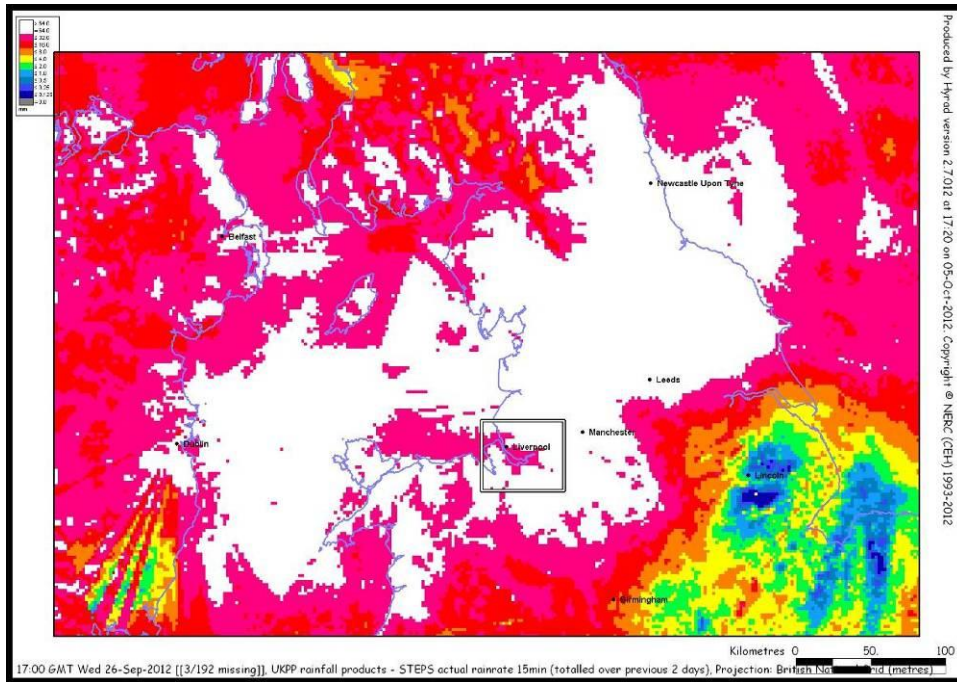 mm
Newcastle Upon Tyne
Belfast
Leeds
Dublin
Liverpool
Manchester
Lincoln
Birmingham
Kilometres 0 50. 100
17:00 GMT Wed 26-Sep-2012 [[3/192 missing]], UKPP rainfall products - STEPS actual rainrate 15min (totalled over previous 2 days), Projection: British National Grid (metres)
Produced by Hyrad version 2.7.012 at 17:20 on 05-Oct-2012. Copyright © NERC (CEH) 1993-2012